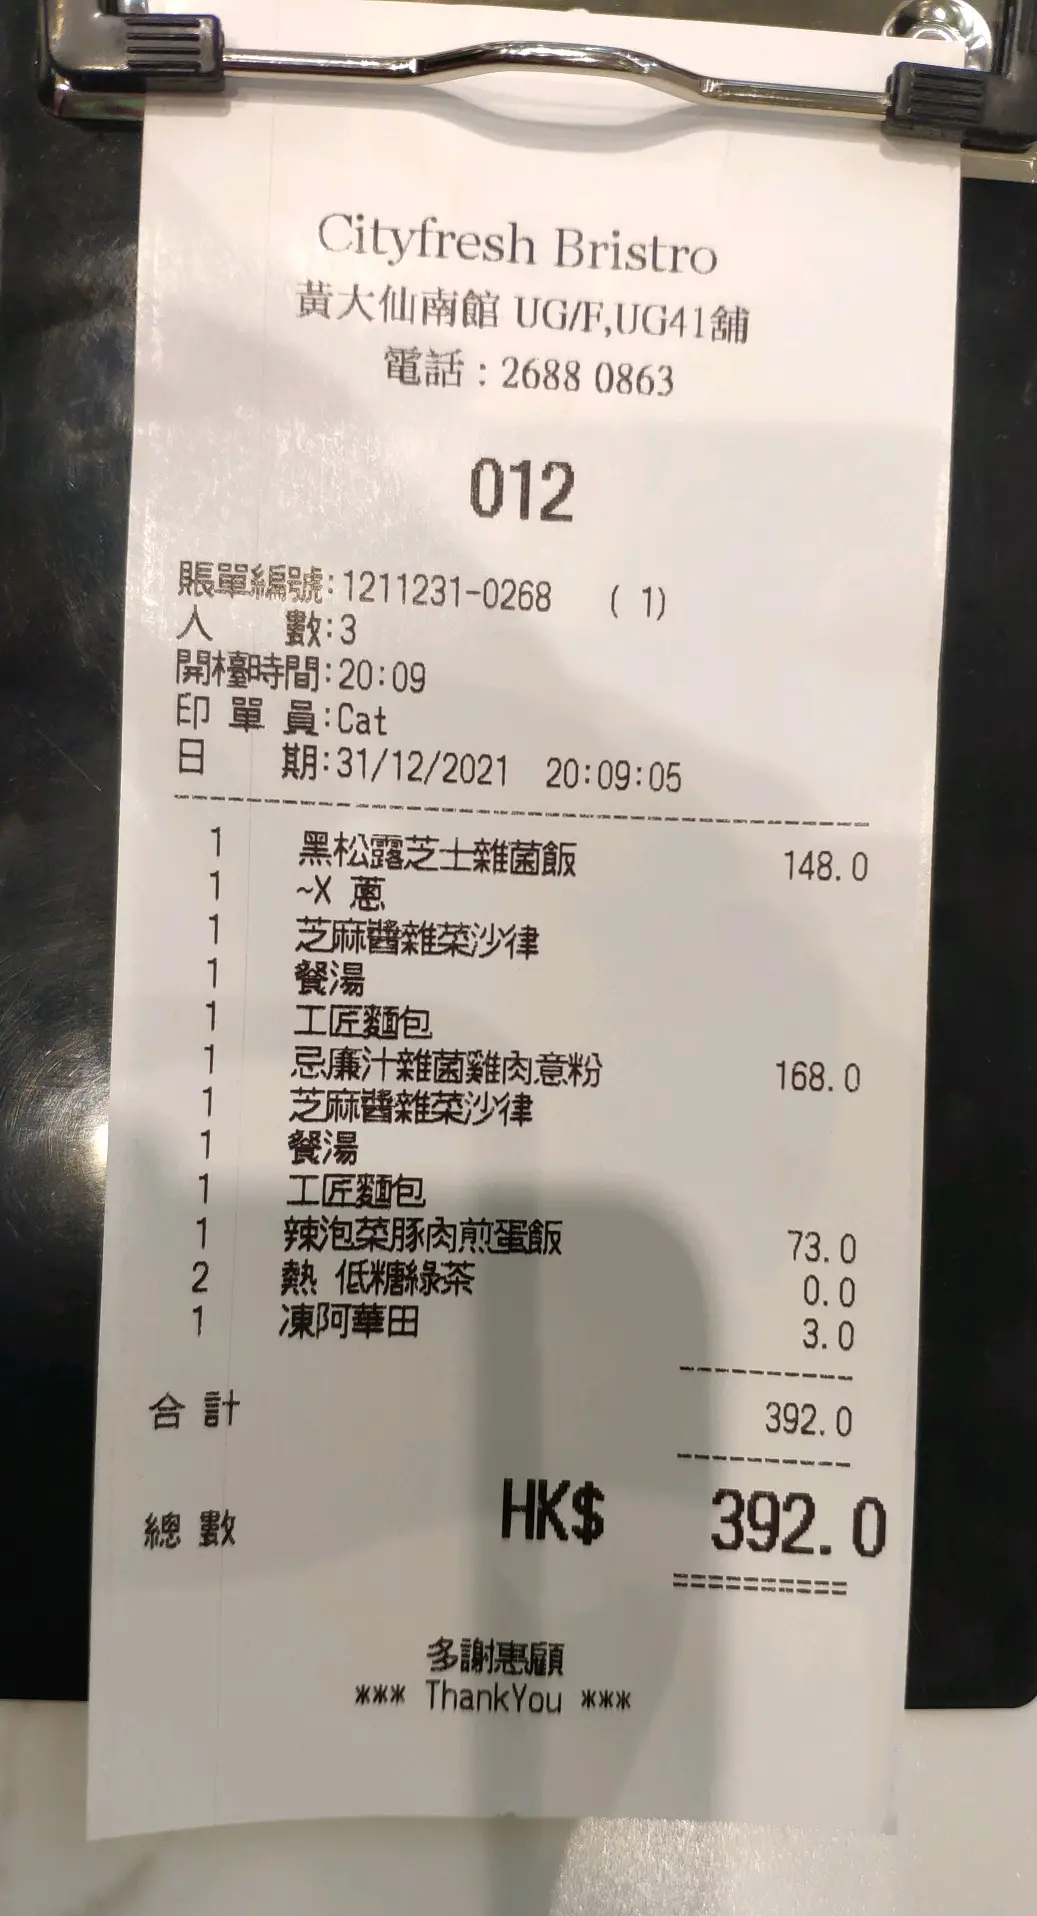 Cityfresh Bristro
黃大仙南館 UG/F,UG41舖
電話 : 2688 0863
012
賬單編號:1211231-0268 ( 1)
人 數:3
開檯時間:20:09
印 單 員:Cat
日 期:31/12/2021 20:09:05
1 黑松露芝士雜菌飯 148.0
1 ~X 蔥
1 芝麻醬雜菜沙律
1 餐湯
1 工匠麵包
1 忌廉汁雜菌雞肉意粉 168.0
1 芝麻醬雜菜沙律
1 餐湯
1 工匠麵包
1 辣泡菜豚肉煎蛋飯 73.0
2 熱 低糖綠茶 0.0
1 凍阿華田 3.0
合 計 392.0
總 數 HK$ 392.0
多謝惠顧
*** ThankYou ***